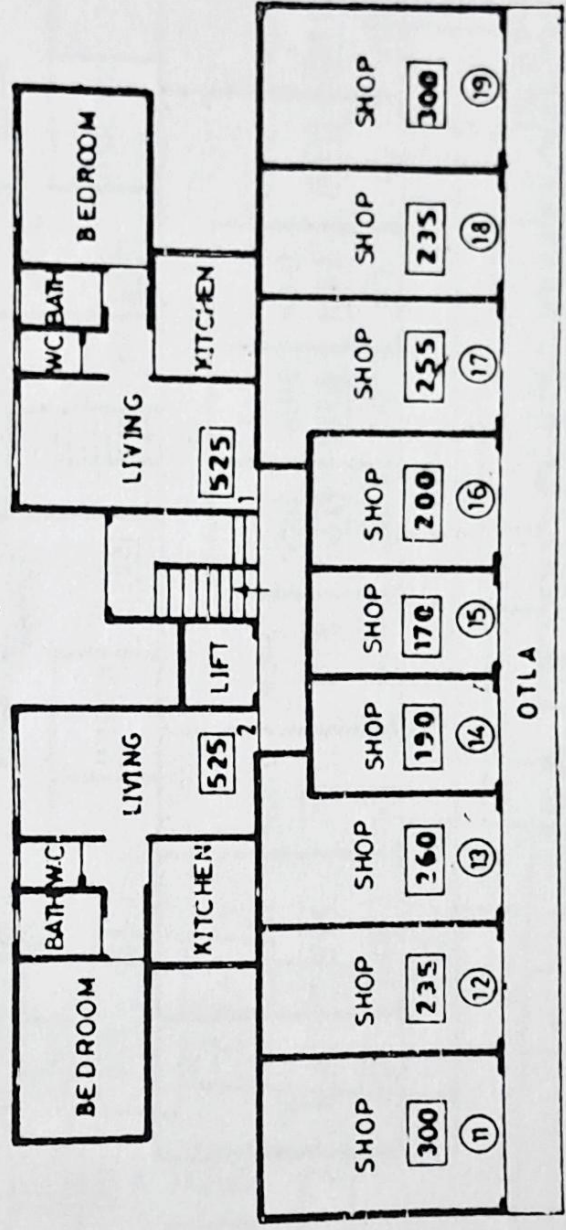 BEDROOM
BATH
W.C
LIVING
KITCHEN
525
2
LIFT
WC
BATH
BEDROOM
LIVING
KITCHEN
525
1
SHOP
300
11
SHOP
235
12
SHOP
260
13
SHOP
190
14
SHOP
170
15
SHOP
200
16
SHOP
255
17
SHOP
235
18
SHOP
300
19
OTLA